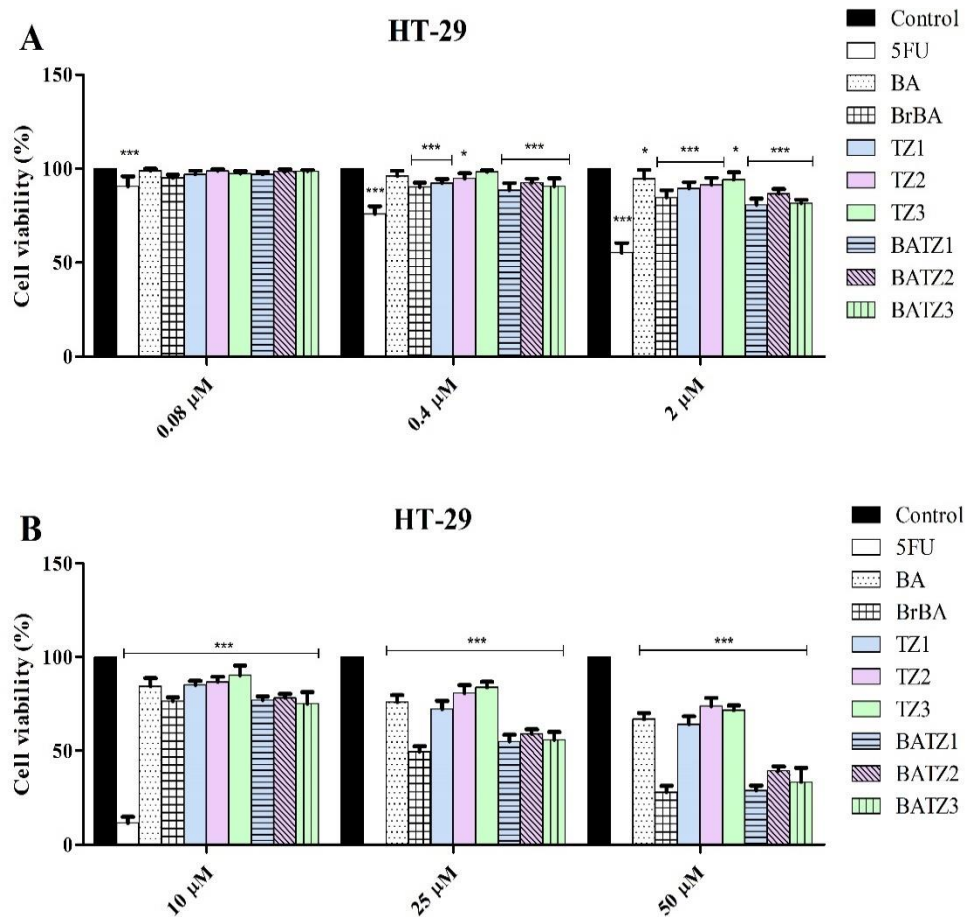 A
HT-29
Cell viability (%)
150
100
50
0
***
***
***
*
***
***
*
***
*
***
0.08 µM
0.4 µM
2 µM
Control
5FU
BA
BrBA
TZ1
TZ2
TZ3
BATZ1
BATZ2
BATZ3
B
HT-29
Cell viability (%)
150
100
50
0
***
***
***
10 µM
25 µM
50 µM
Control
5FU
BA
BrBA
TZ1
TZ2
TZ3
BATZ1
BATZ2
BATZ3